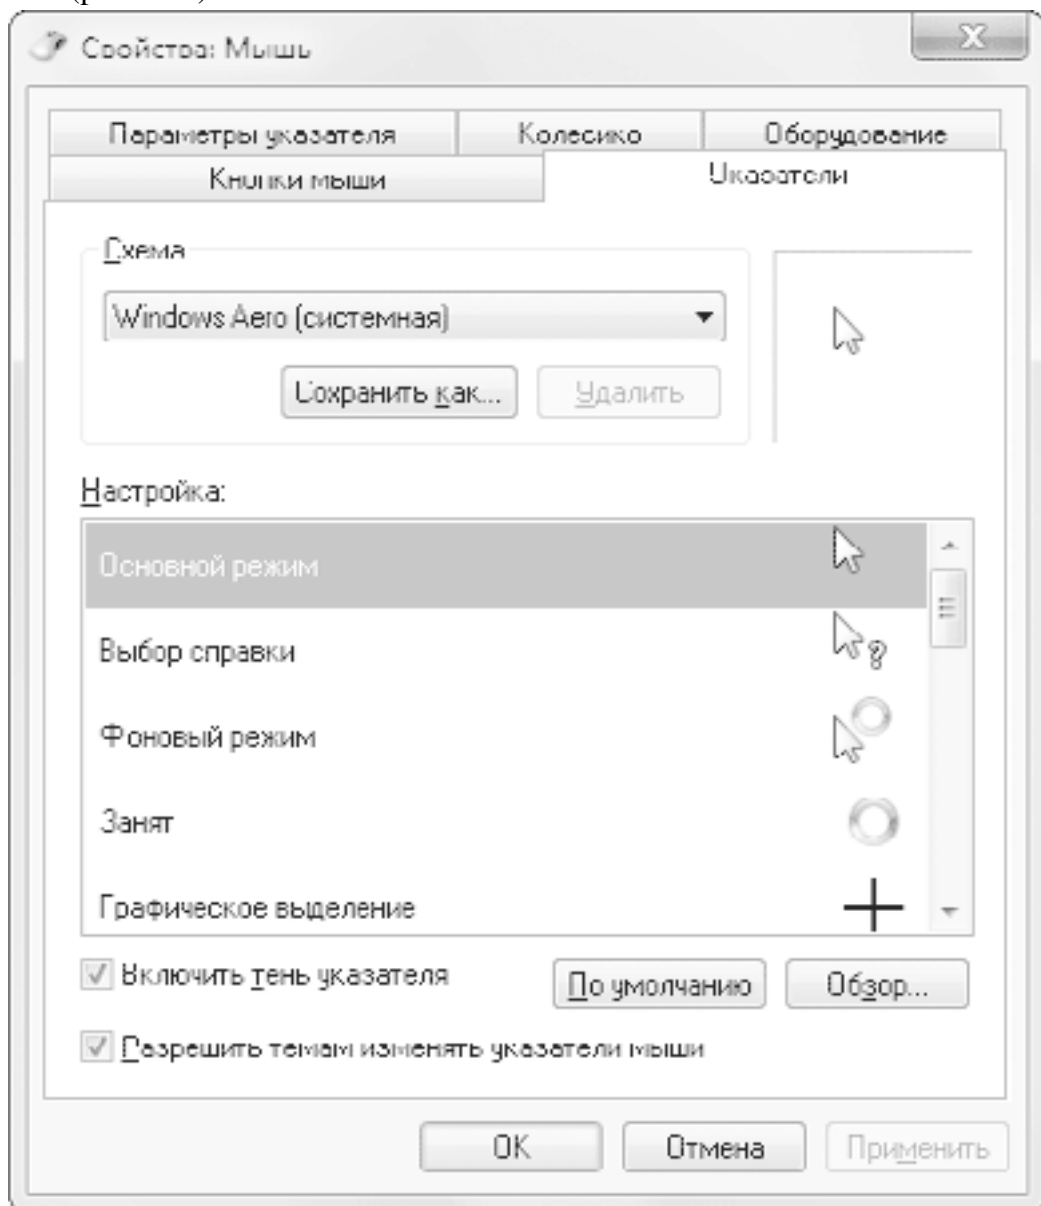 Свойства: Мышь
Параметры указателя Колесико Оборудование
Кнопки мыши Указатели
Схема
Windows Aero (системная)
Сохранить как... Удалить
Настройка:
Основной режим
Выбор справки
Фоновый режим
Занят
Графическое выделение
Включить тень указателя По умолчанию Обзор...
Разрешить темам изменять указатели мыши
OK Отмена Применить